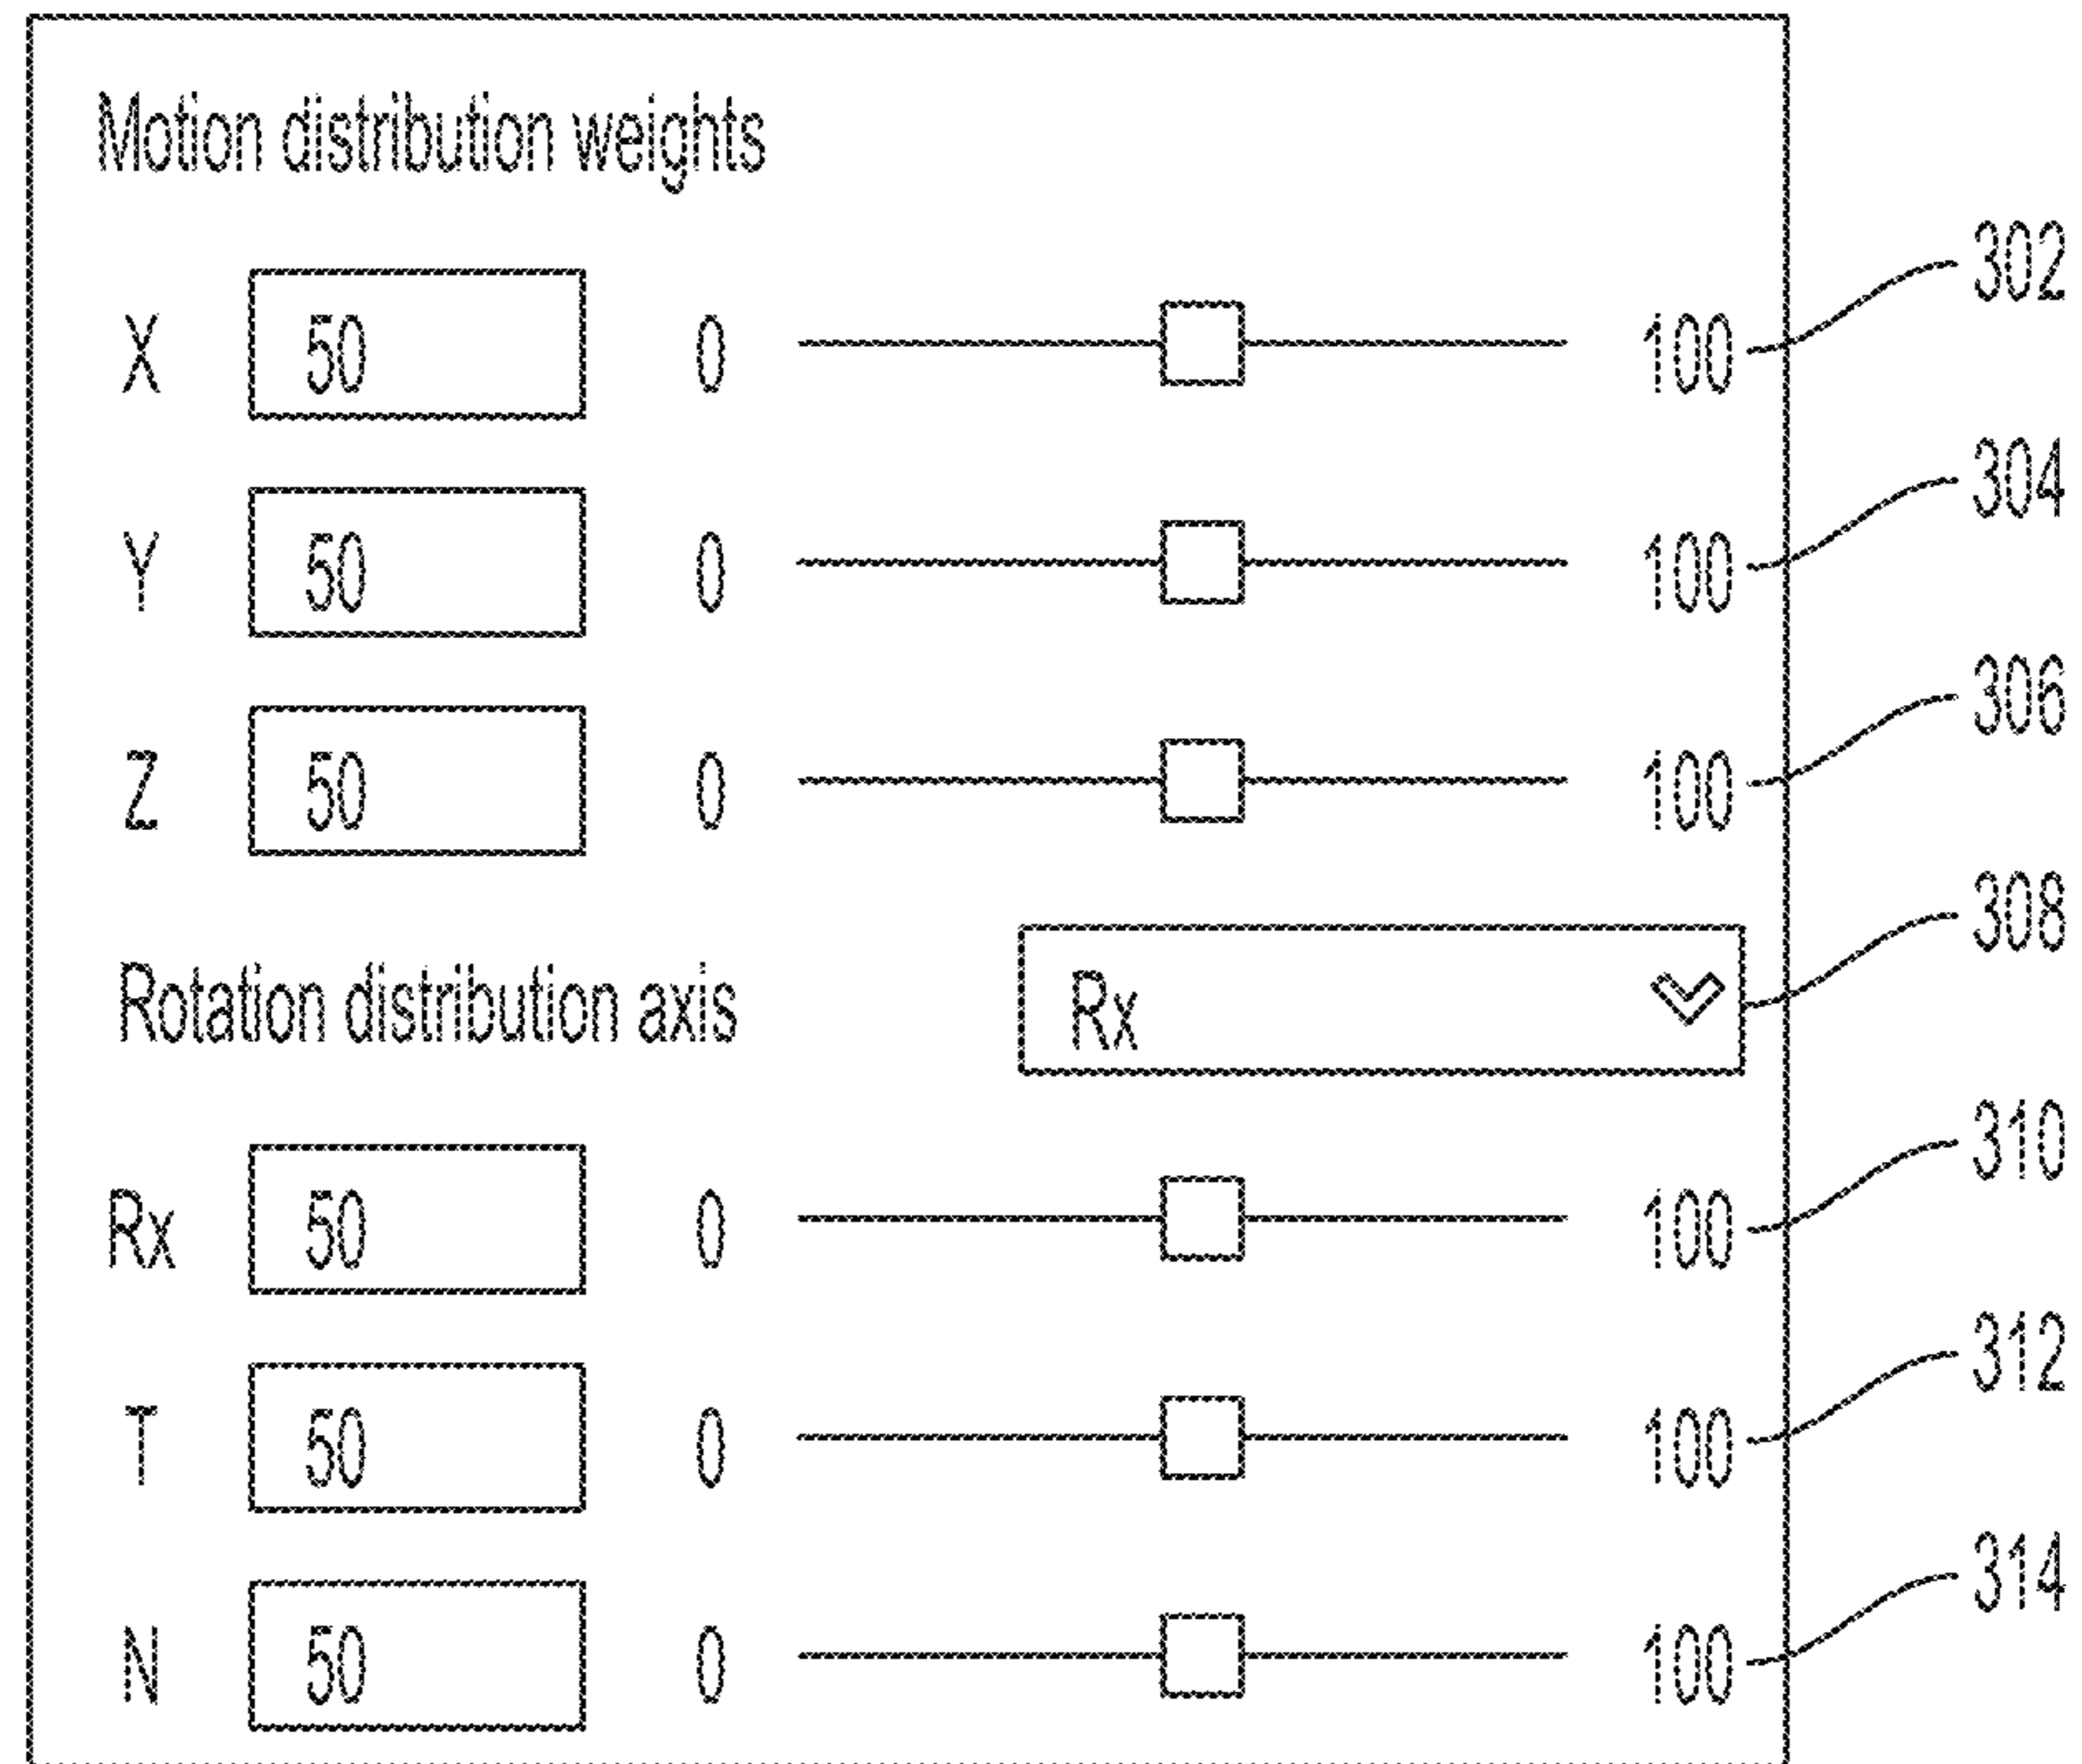 Motion distribution weights
302
X 50 0 100
304
Y 50 0 100
306
Z 50 0 100
308
Rotation distribution axis Rx
310
Rx 50 0 100
312
T 50 0 100
314
N 50 0 100